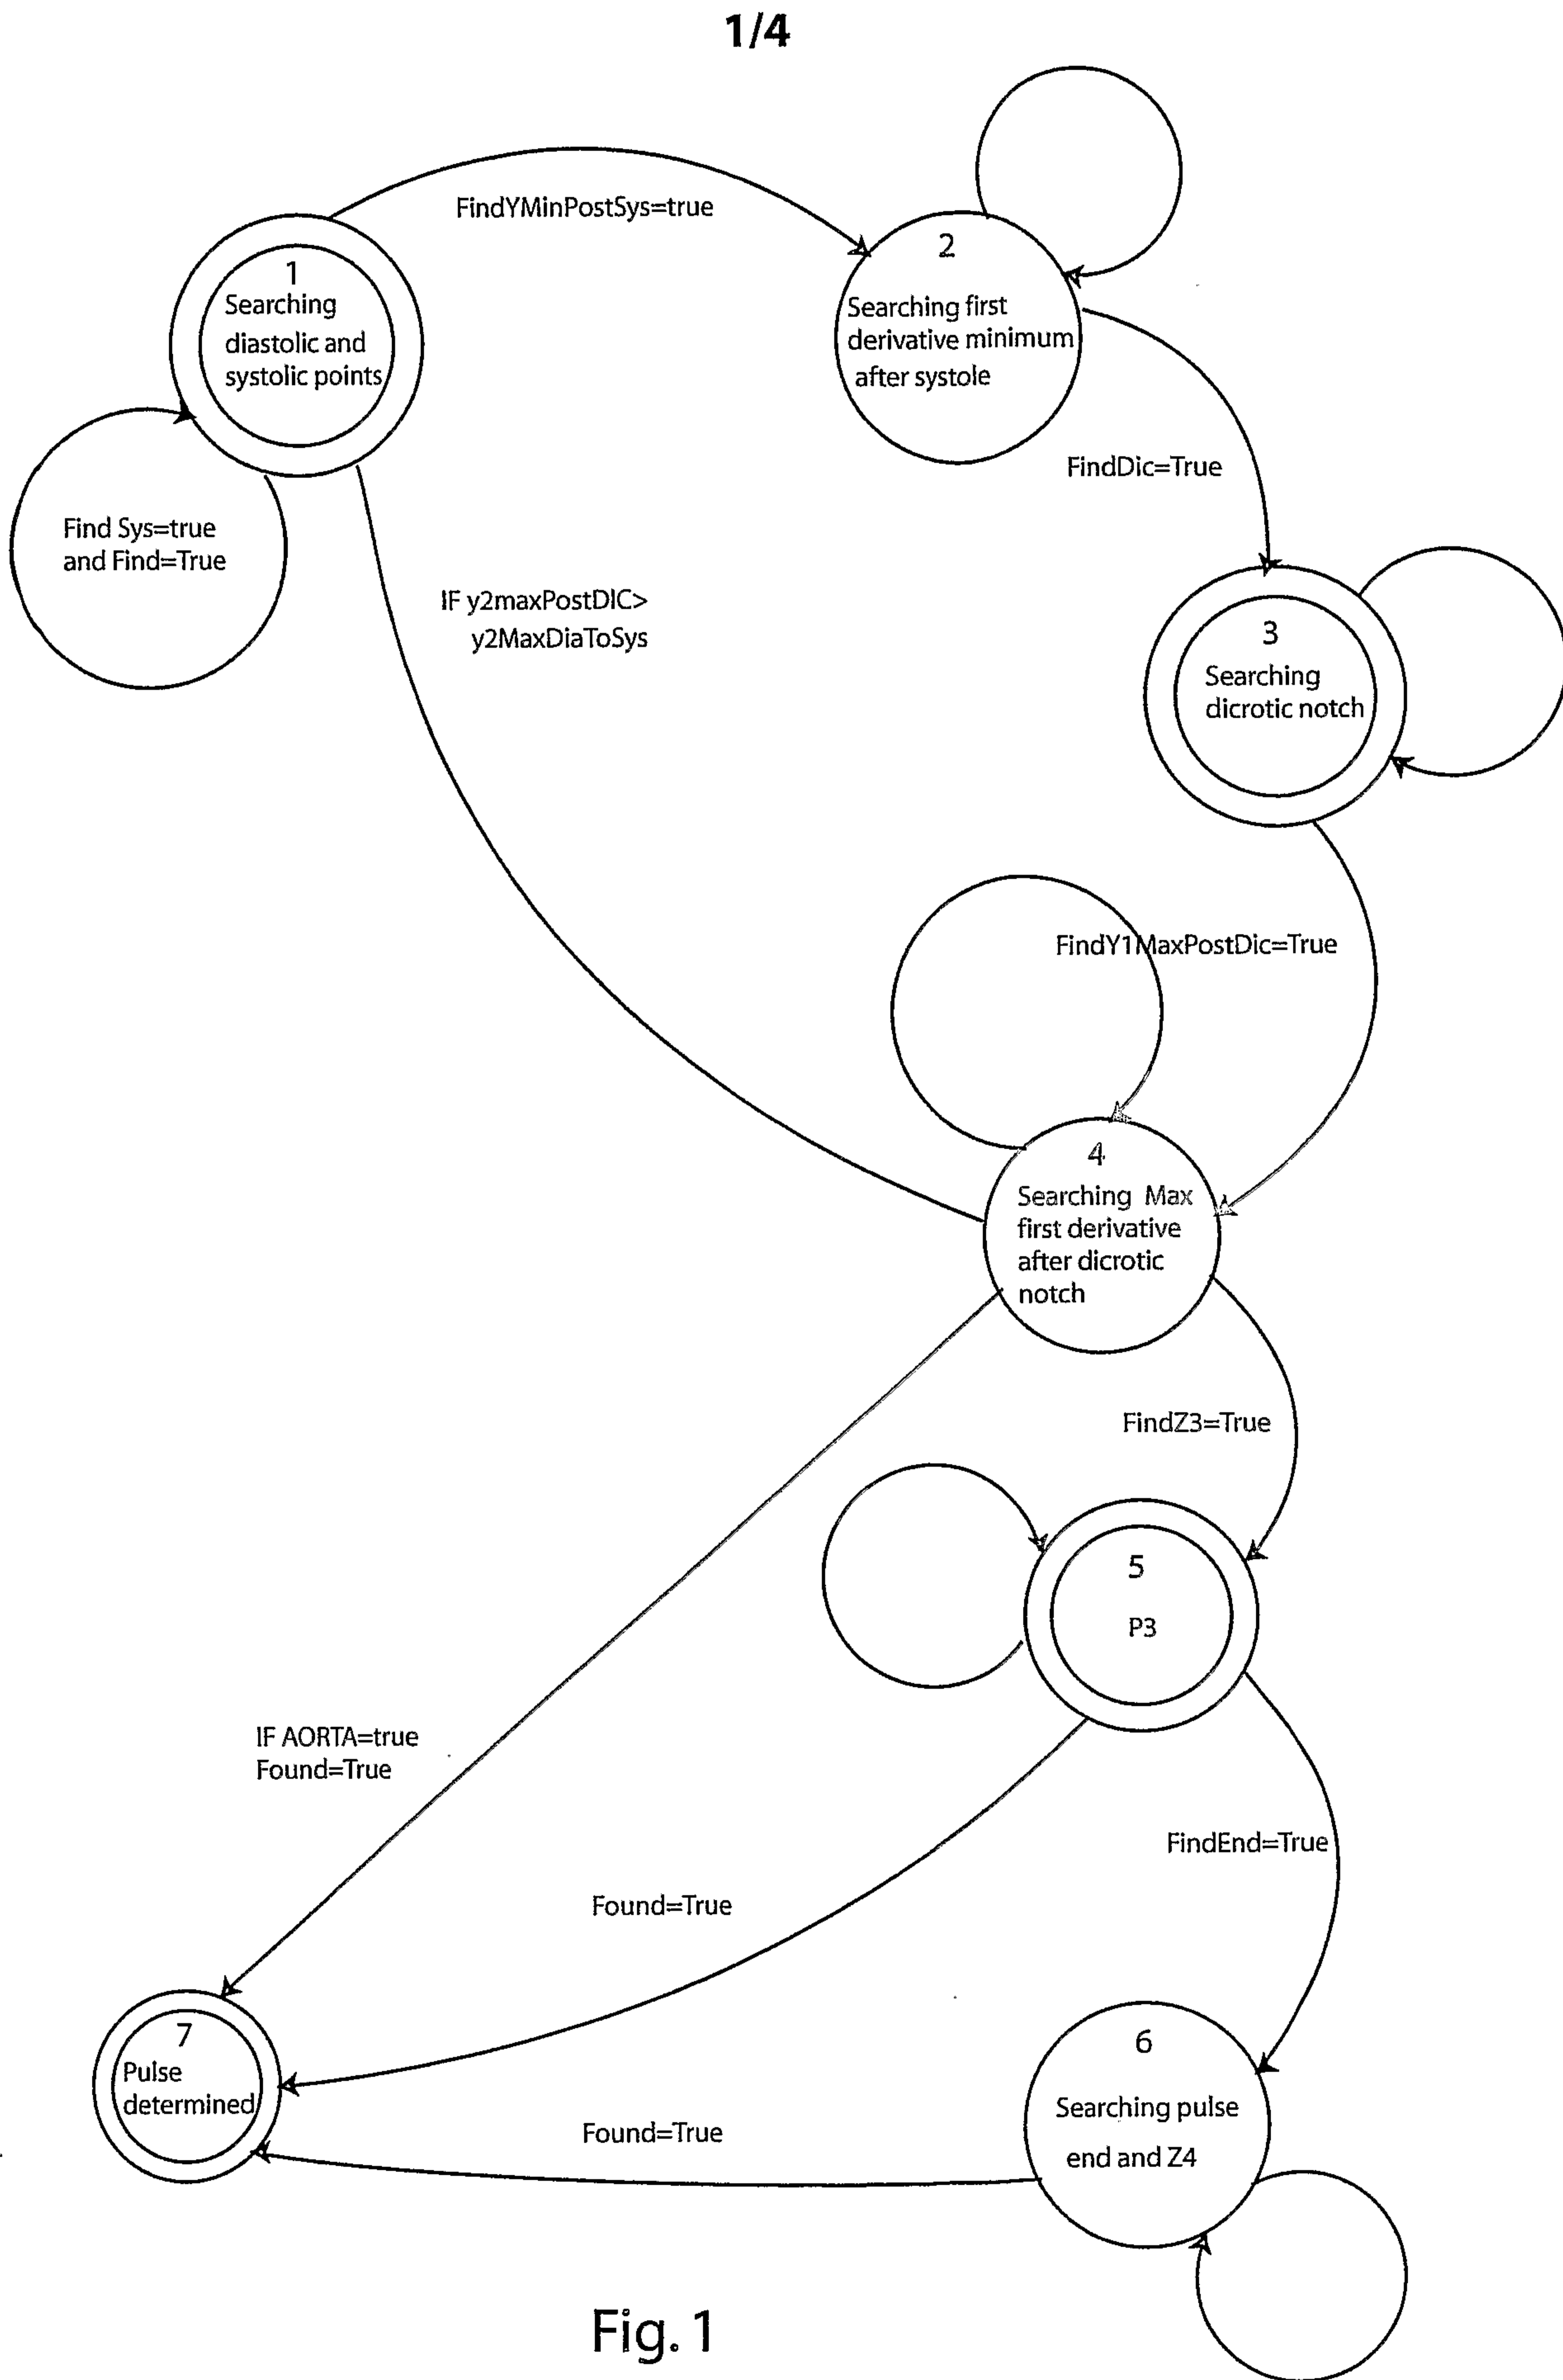 1/4
FindYMinPostSys=true
1
Searching
diastolic and
systolic points
2
Searching first
derivative minimum
after systole
FindDic=True
Find Sys=true
and Find=True
IF y2maxPostDIC>
y2MaxDiaToSys
3
Searching
dicrotic notch
FindY1MaxPostDic=True
4
Searching Max
first derivative
after dicrotic
notch
FindZ3=True
5
P3
IF AORTA=true
Found=True
FindEnd=True
Found=True
7
Pulse
determined
6
Searching pulse
end and Z4
Found=True
Fig. 1